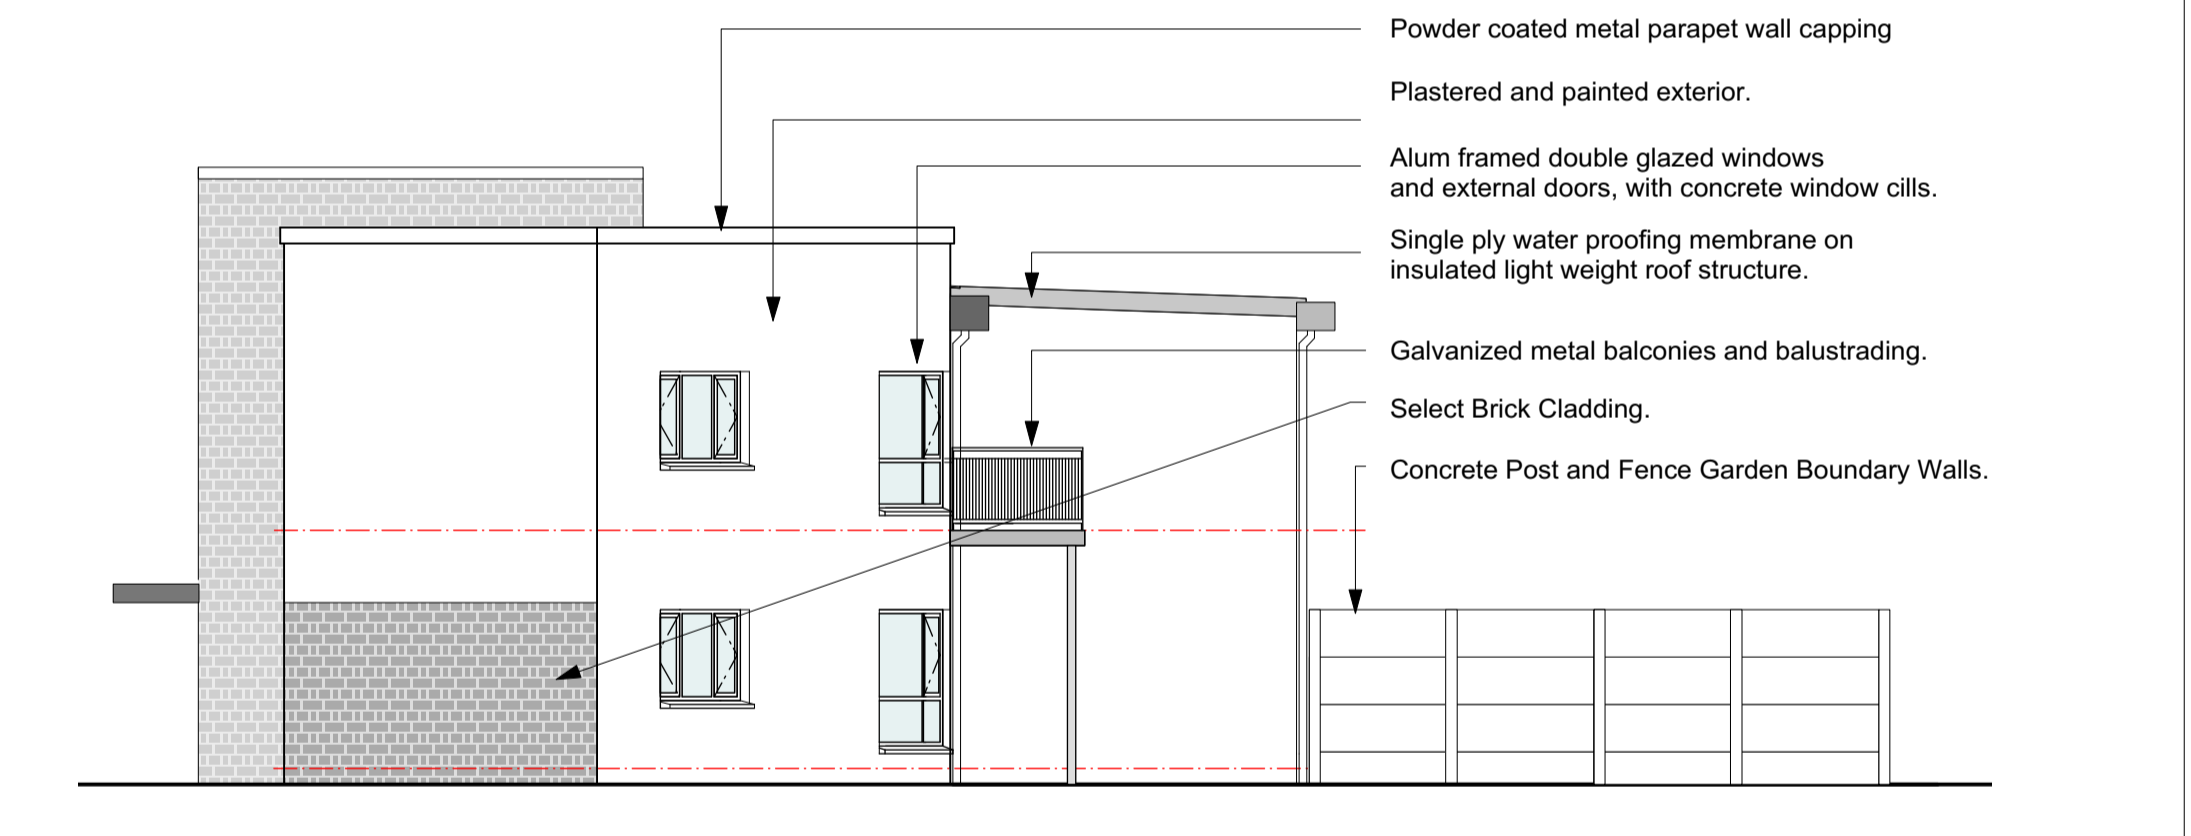 Powder coated metal parapet wall capping
Plastered and painted exterior.
Alum framed double glazed windows
and external doors, with concrete window cills.
Single ply water proofing membrane on
insulated light weight roof structure.
Galvanized metal balconies and balustrading.
Select Brick Cladding.
Concrete Post and Fence Garden Boundary Walls.